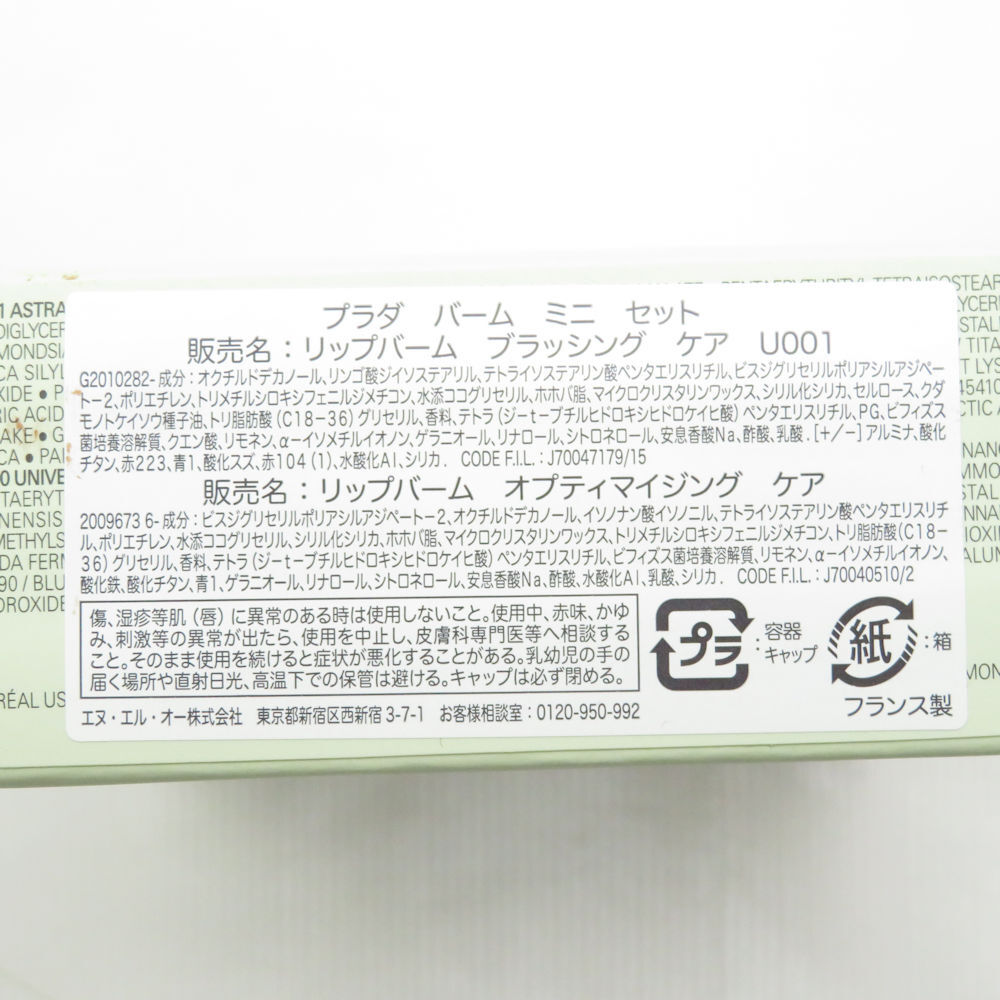 プラダ バーム ミニ セット
販売名：リップバーム ブラッシング ケア U001
G2010282-成分：オクチルドデカノール,リンゴ酸ジイソステアリル,テトライソステアリン酸ペンタエリスリチル,ビスジグリセリルポリアシルアジペ
ート－2,ポリエチレン,トリメチルシロキシフェニルジメチコン,水添ココグリセリル,ホホバ脂,マイクロクリスタリンワックス,シリル化シリカ,セルロース,クダ
モノトケイソウ種子油,トリ脂肪酸（C18－36）グリセリル,香料,テトラ（ジーtーブチルヒドロキシヒドロケイヒ酸）ペンタエリスリチル,PG,ビフィズス
菌培養溶解質,クエン酸,リモネン,α－イソメチルイオノン,ゲラニオール,リナロール,シトロネロール,安息香酸Na,酢酸,乳酸.[＋/－]アルミナ,酸化
チタン,赤223,青1,酸化スズ,赤104（1）,水酸化Al,シリカ. CODE F.I.L.：J70047179/15
販売名：リップバーム オプティマイジング ケア
2009673 6-成分：ビスジグリセリルポリアシルアジペート－2,オクチルドデカノール,イソノナン酸イソノニル,テトライソステアリン酸ペンタエリスリチ
ル,ポリエチレン,水添ココグリセリル,シリル化シリカ,ホホバ脂,マイクロクリスタリンワックス,トリメチルシロキシフェニルジメチコン,トリ脂肪酸（C18－
36）グリセリル,香料,テトラ（ジーtーブチルヒドロキシヒドロケイヒ酸）ペンタエリスリチル,ビフィズス菌培養溶解質,リモネン,α－イソメチルイオノン,
酸化鉄,酸化チタン,青1,ゲラニオール,リナロール,シトロネロール,安息香酸Na,酢酸,水酸化Al,乳酸,シリカ. CODE F.I.L.：J70040510/2
傷、湿疹等肌（唇）に異常のある時は使用しないこと。使用中、赤味、かゆ
み、刺激等の異常が出たら、使用を中止し、皮膚科専門医等へ相談する
こと。そのまま使用を続けると症状が悪化することがある。乳幼児の手の
届く場所や直射日光、高温下での保管は避ける。キャップは必ず閉める。
プラ
：容器
キャップ
紙
：箱
エヌ・エル・オー株式会社 東京都新宿区西新宿 3-7-1 お客様相談室：0120-950-992
フランス製
1 ASTRA
DIGLYCER
CA SILYL
RIC ACID
0 UNIVE
TAAERYT
NENSIS
METHYLS
DA FERM
90 / BLU
DROXIDE
RÉAL US